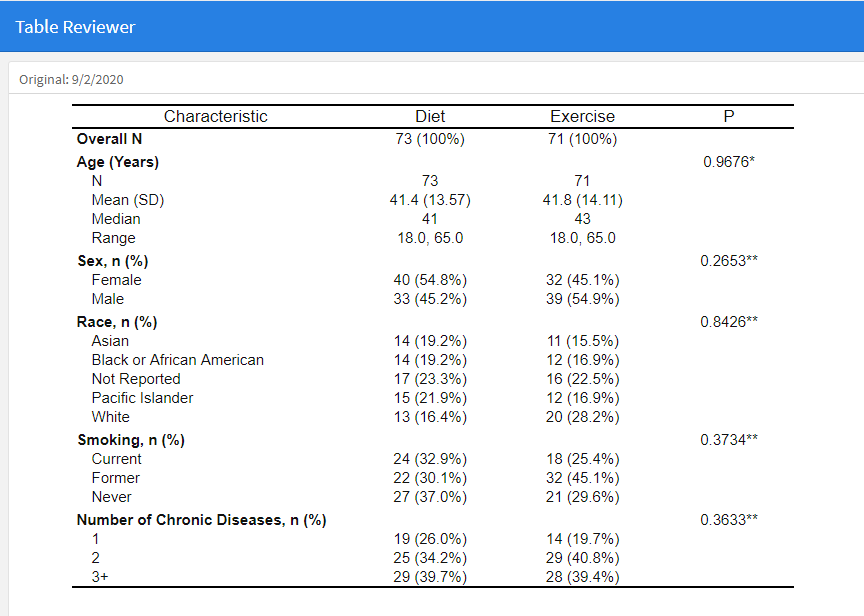 Table Reviewer
Original: 9/2/2020
Characteristic Diet Exercise P
Overall N 73 (100%) 71 (100%)
Age (Years) 0.9676*
N 73 71
Mean (SD) 41.4 (13.57) 41.8 (14.11)
Median 41 43
Range 18.0, 65.0 18.0, 65.0
Sex, n (%) 0.2653**
Female 40 (54.8%) 32 (45.1%)
Male 33 (45.2%) 39 (54.9%)
Race, n (%) 0.8426**
Asian 14 (19.2%) 11 (15.5%)
Black or African American 14 (19.2%) 12 (16.9%)
Not Reported 17 (23.3%) 16 (22.5%)
Pacific Islander 15 (21.9%) 12 (16.9%)
White 13 (16.4%) 20 (28.2%)
Smoking, n (%) 0.3734**
Current 24 (32.9%) 18 (25.4%)
Former 22 (30.1%) 32 (45.1%)
Never 27 (37.0%) 21 (29.6%)
Number of Chronic Diseases, n (%) 0.3633**
1 19 (26.0%) 14 (19.7%)
2 25 (34.2%) 29 (40.8%)
3+ 29 (39.7%) 28 (39.4%)